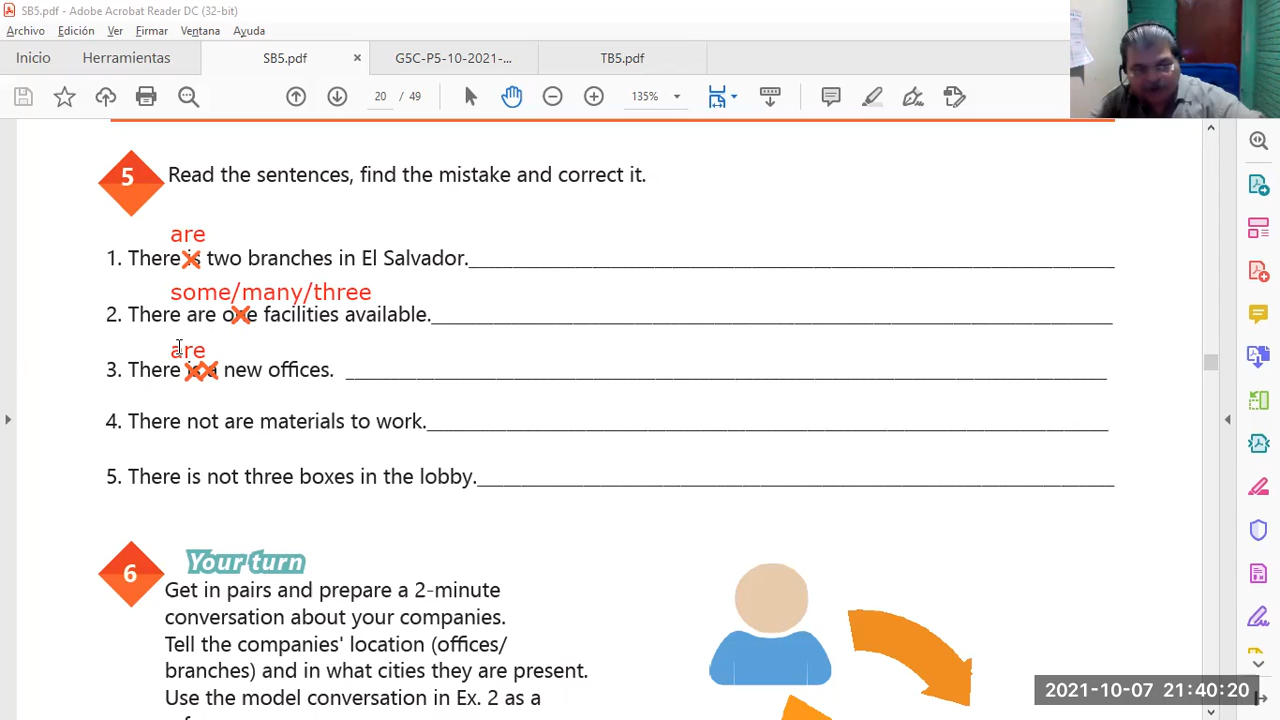 SB5.pdf - Adobe Acrobat Reader DC (32-bit)
Archivo Edición Ver Firmar Ventana Ayuda
Inicio Herramientas SB5.pdf × G5C-P5-10-2021-... TB5.pdf
20 / 49 135%
5 Read the sentences, find the mistake and correct it.
are
1. There is two branches in El Salvador.
some/many/three
2. There are one facilities available.
are
3. There is a new offices.
4. There not are materials to work.
5. There is not three boxes in the lobby.
6 Your turn
Get in pairs and prepare a 2-minute
conversation about your companies.
Tell the companies' location (offices/
branches) and in what cities they are present.
Use the model conversation in Ex. 2 as a
2021-10-07 21:40:20